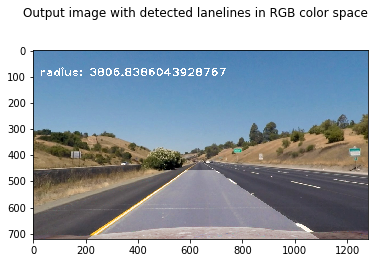 Output image with detected lanelines in RGB color space
radius: 3806.8386043928767
0
100
200
300
400
500
600
700
0 200 400 600 800 1000 1200